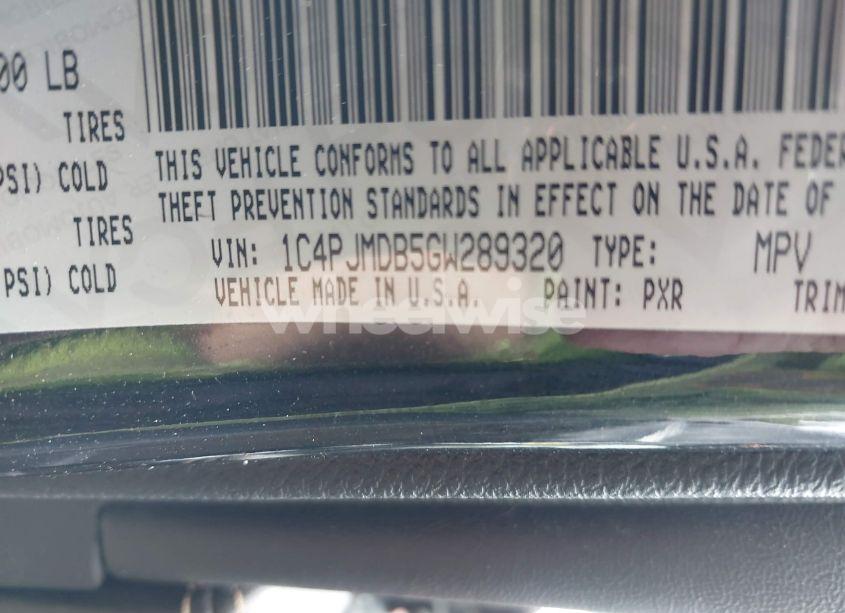 00 LB
TIRES
PSI) COLD
TIRES
PSI) COLD
THIS VEHICLE CONFORMS TO ALL APPLICABLE U.S.A. FEDER
THEFT PREVENTION STANDARDS IN EFFECT ON THE DATE OF
VIN: 1C4PJMDB5GW289320 TYPE: MPV
VEHICLE MADE IN U.S.A. PAINT: PXR TRIM
wheelwise